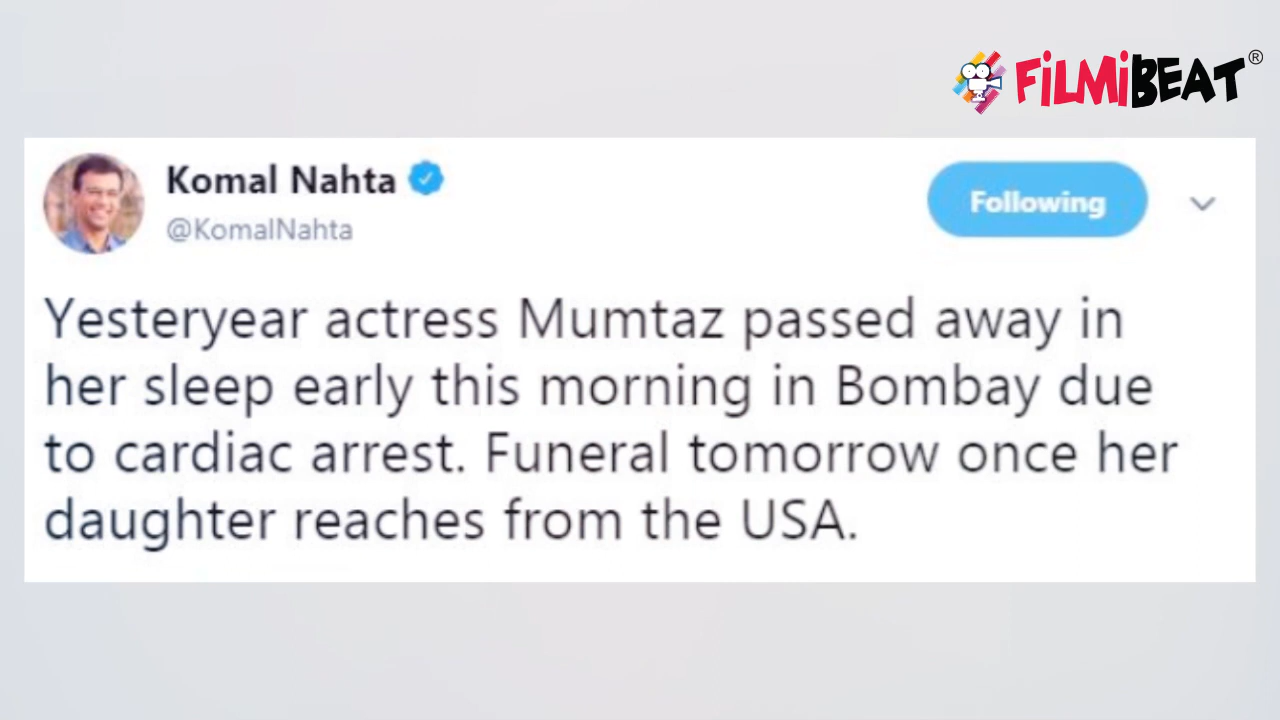 FiLMiBEAT®
Komal Nahta
@KomalNahta
Following
Yesteryear actress Mumtaz passed away in
her sleep early this morning in Bombay due
to cardiac arrest. Funeral tomorrow once her
daughter reaches from the USA.